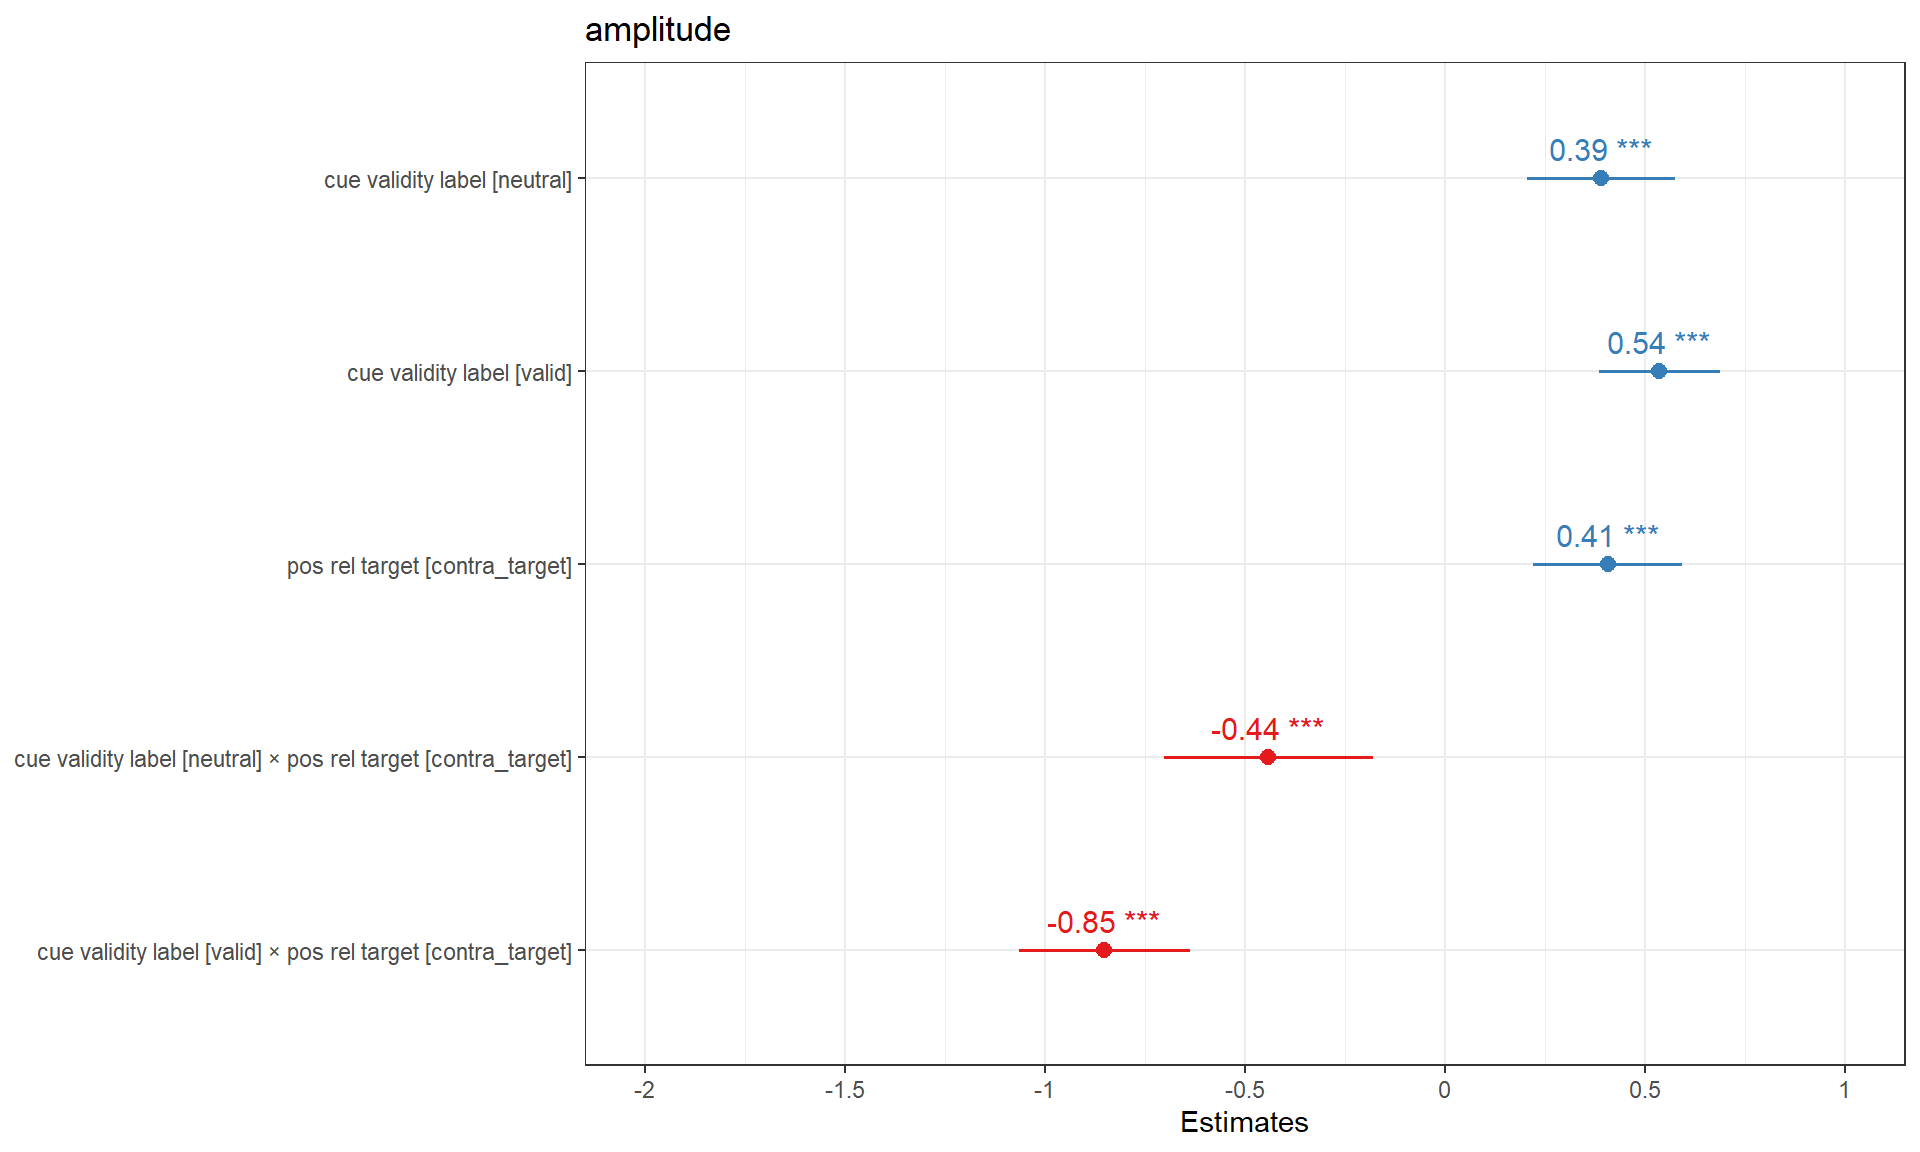 amplitude
cue validity label [neutral]
0.39 ***
cue validity label [valid]
0.54 ***
pos rel target [contra_target]
0.41 ***
cue validity label [neutral] × pos rel target [contra_target]
-0.44 ***
cue validity label [valid] × pos rel target [contra_target]
-0.85 ***
-2 -1.5 -1 -0.5 0 0.5 1
Estimates